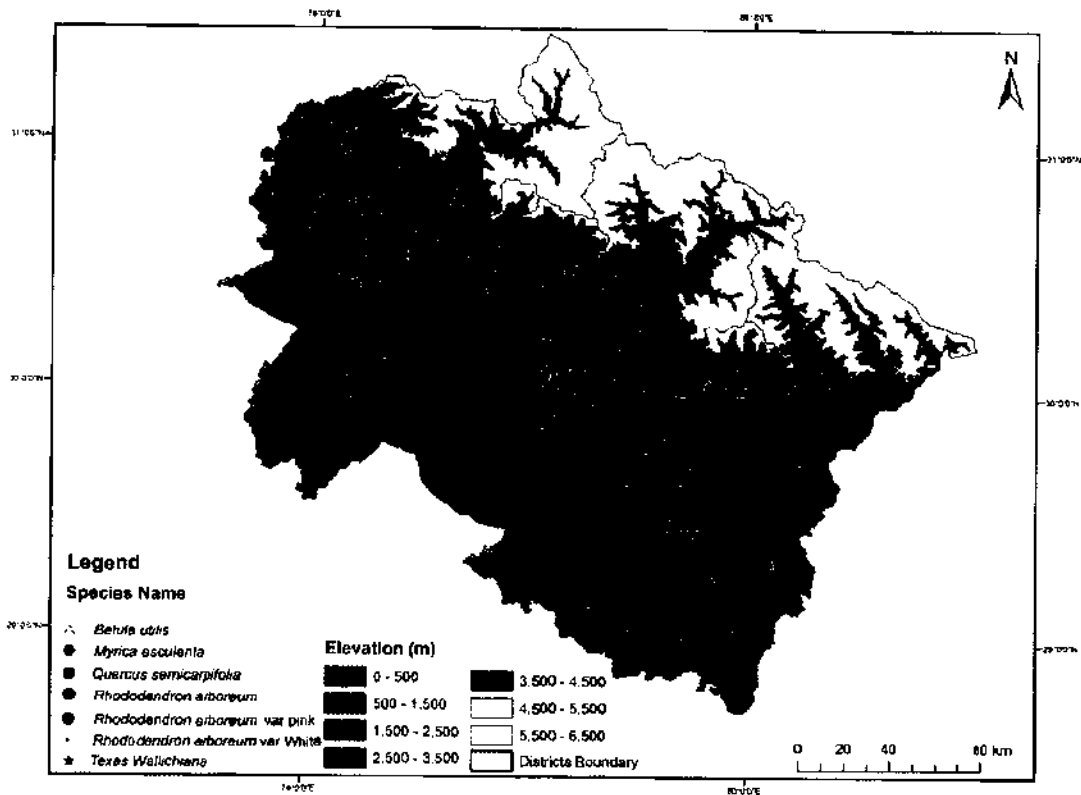 N
Legend
Species Name
Betula utilis
Myrica esculenta
Quercus semicarpifolia
Rhododendron arboreum
Rhododendron arboreum var pink
Rhododendron arboreum var White
Texas Wallichiana
Elevation (m)
0 - 500
500 - 1,500
1,500 - 2,500
2,500 - 3,500
3,500 - 4,500
4,500 - 5,500
5,500 - 6,500
Districts Boundary
0 20 40 80 km